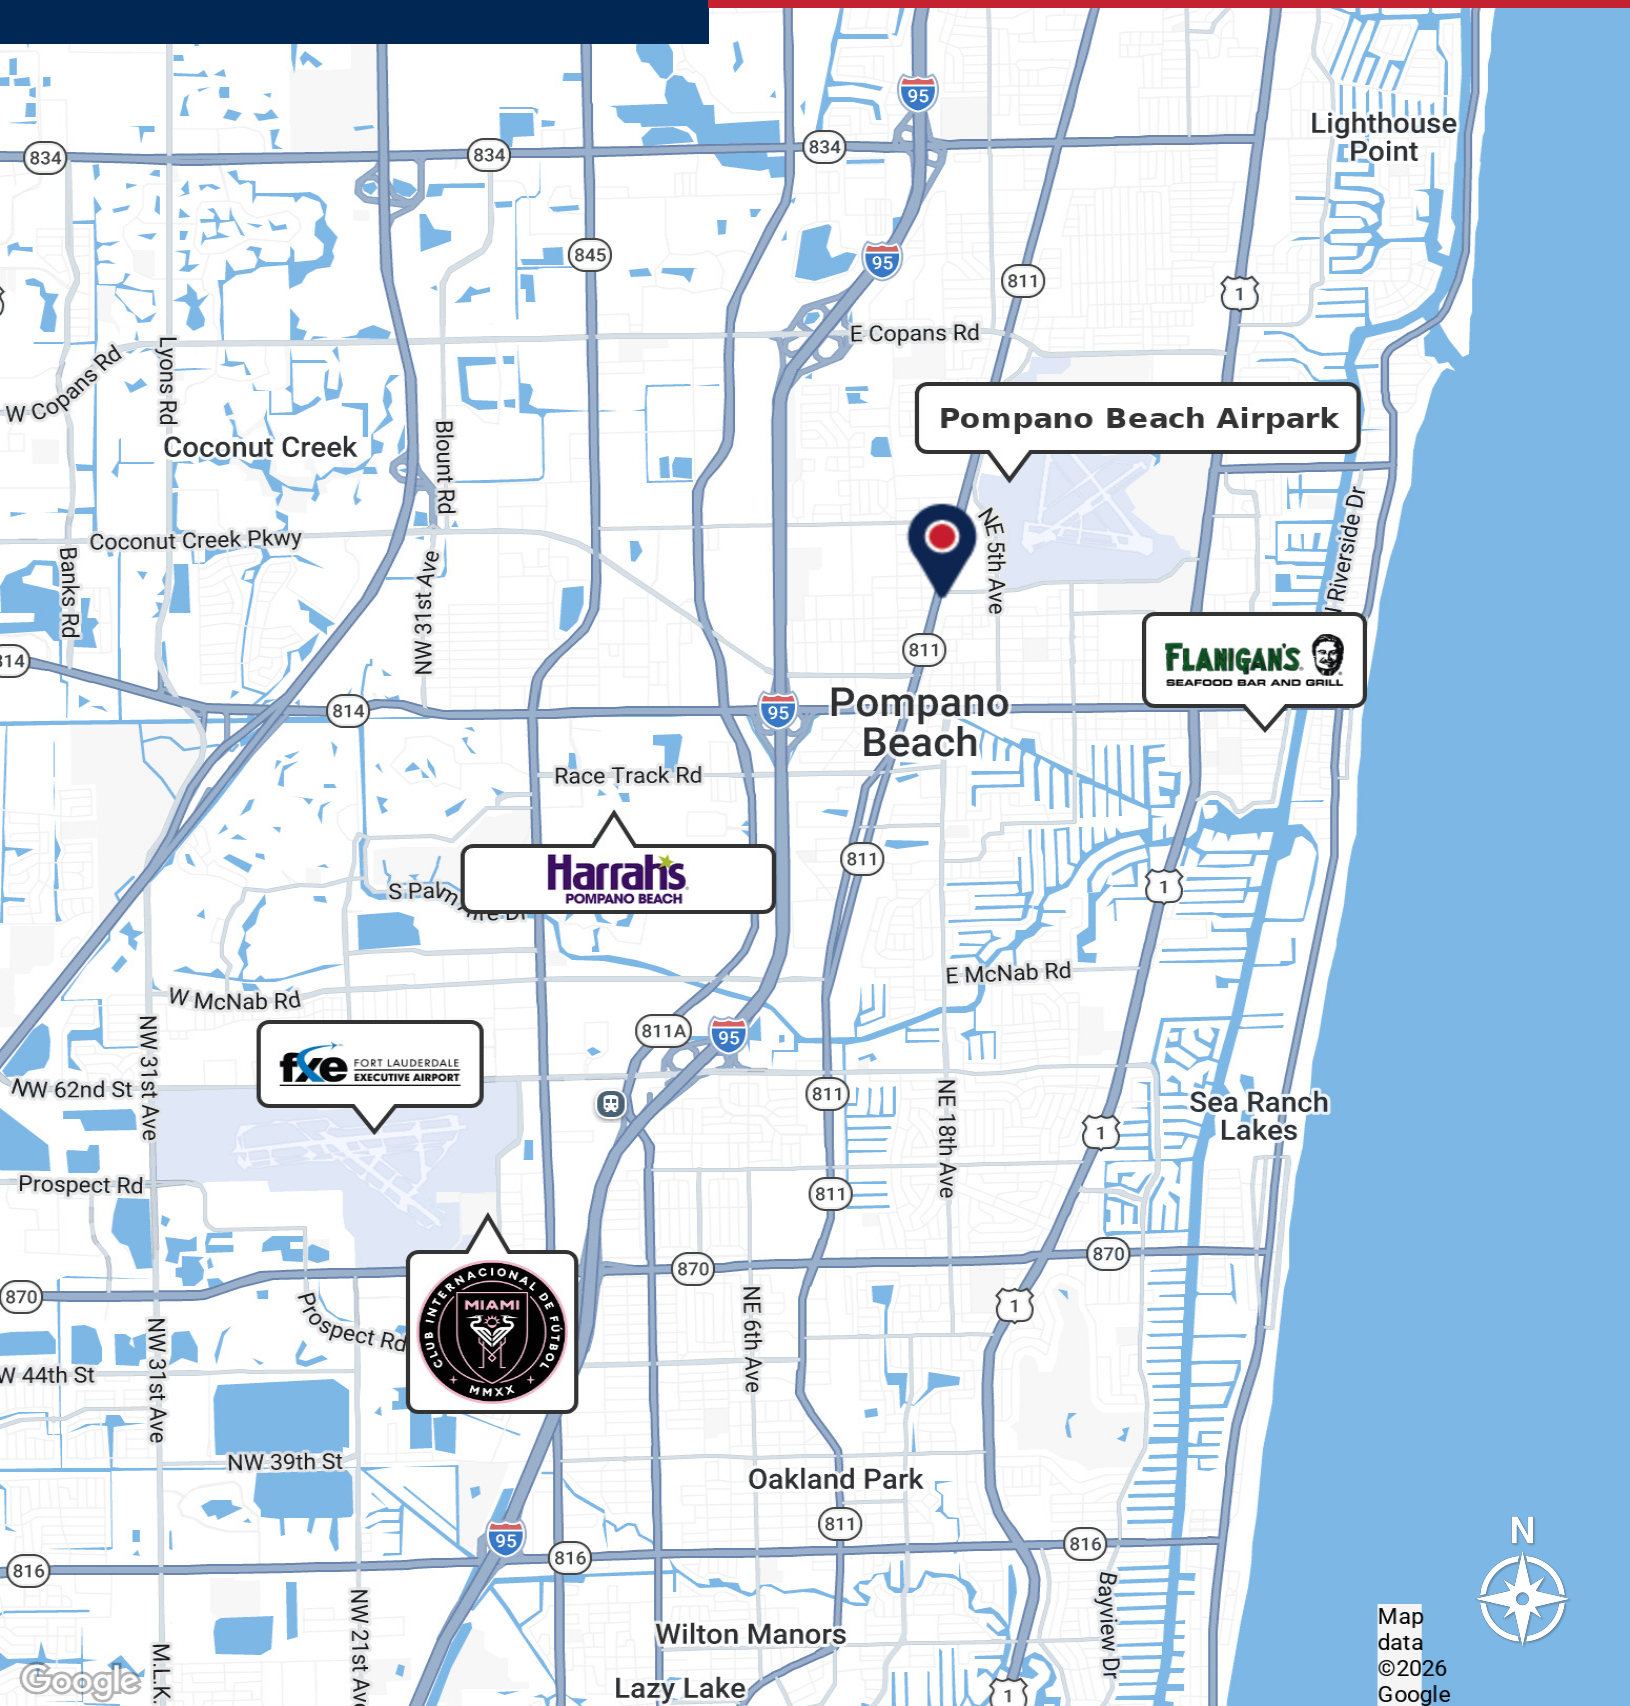 95
Lighthouse
Point
834
834
834
845
95
811
1
E Copans Rd
W Copans Rd
Lyons Rd
Pompano Beach Airpark
Coconut Creek
Blount Rd
NE 5th Ave
Riverside Dr
Coconut Creek Pkwy
Banks Rd
NW 31st Ave
FLANIGAN'S
SEAFOOD BAR AND GRILL
811
814
95
Pompano
Beach
Race Track Rd
811
1
Harrah's
POMPANO BEACH
S Palm
E McNab Rd
W McNab Rd
811A
95
NW 31st Ave
fxe FORT LAUDERDALE
EXECUTIVE AIRPORT
NW 62nd St
811
NE 18th Ave
Sea Ranch
Lakes
1
Prospect Rd
811
870
870
870
1
CLUB INTERNACIONAL DE FÚTBOL
MIAMI
MMXX
Prospect Rd
NE 6th Ave
NW 31st Ave
W 44th St
NW 39th St
Oakland Park
811
95
816
816
816
Bayview Dr
NW 21st Ave
M.L.K.
Wilton Manors
Lazy Lake
1
N
Map
data
©2026
Google
Google